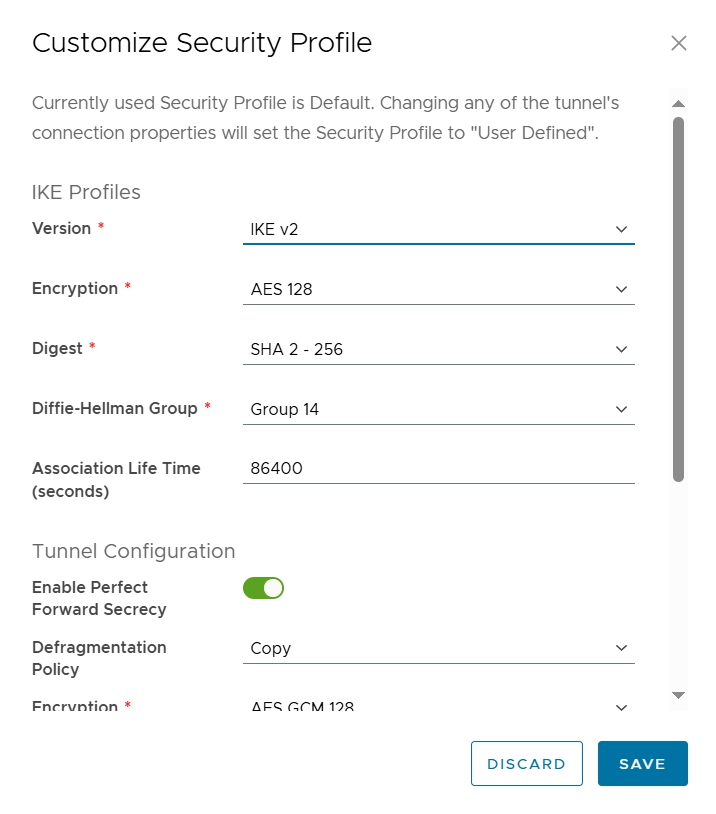 Customize Security Profile
Currently used Security Profile is Default. Changing any of the tunnel's
connection properties will set the Security Profile to "User Defined".
IKE Profiles
Version * IKE v2
Encryption * AES 128
Digest * SHA 2 - 256
Diffie-Hellman Group * Group 14
Association Life Time
(seconds)
86400
Tunnel Configuration
Enable Perfect
Forward Secrecy
Defragmentation
Policy
Copy
Encryption * AES GCM 128
DISCARD SAVE